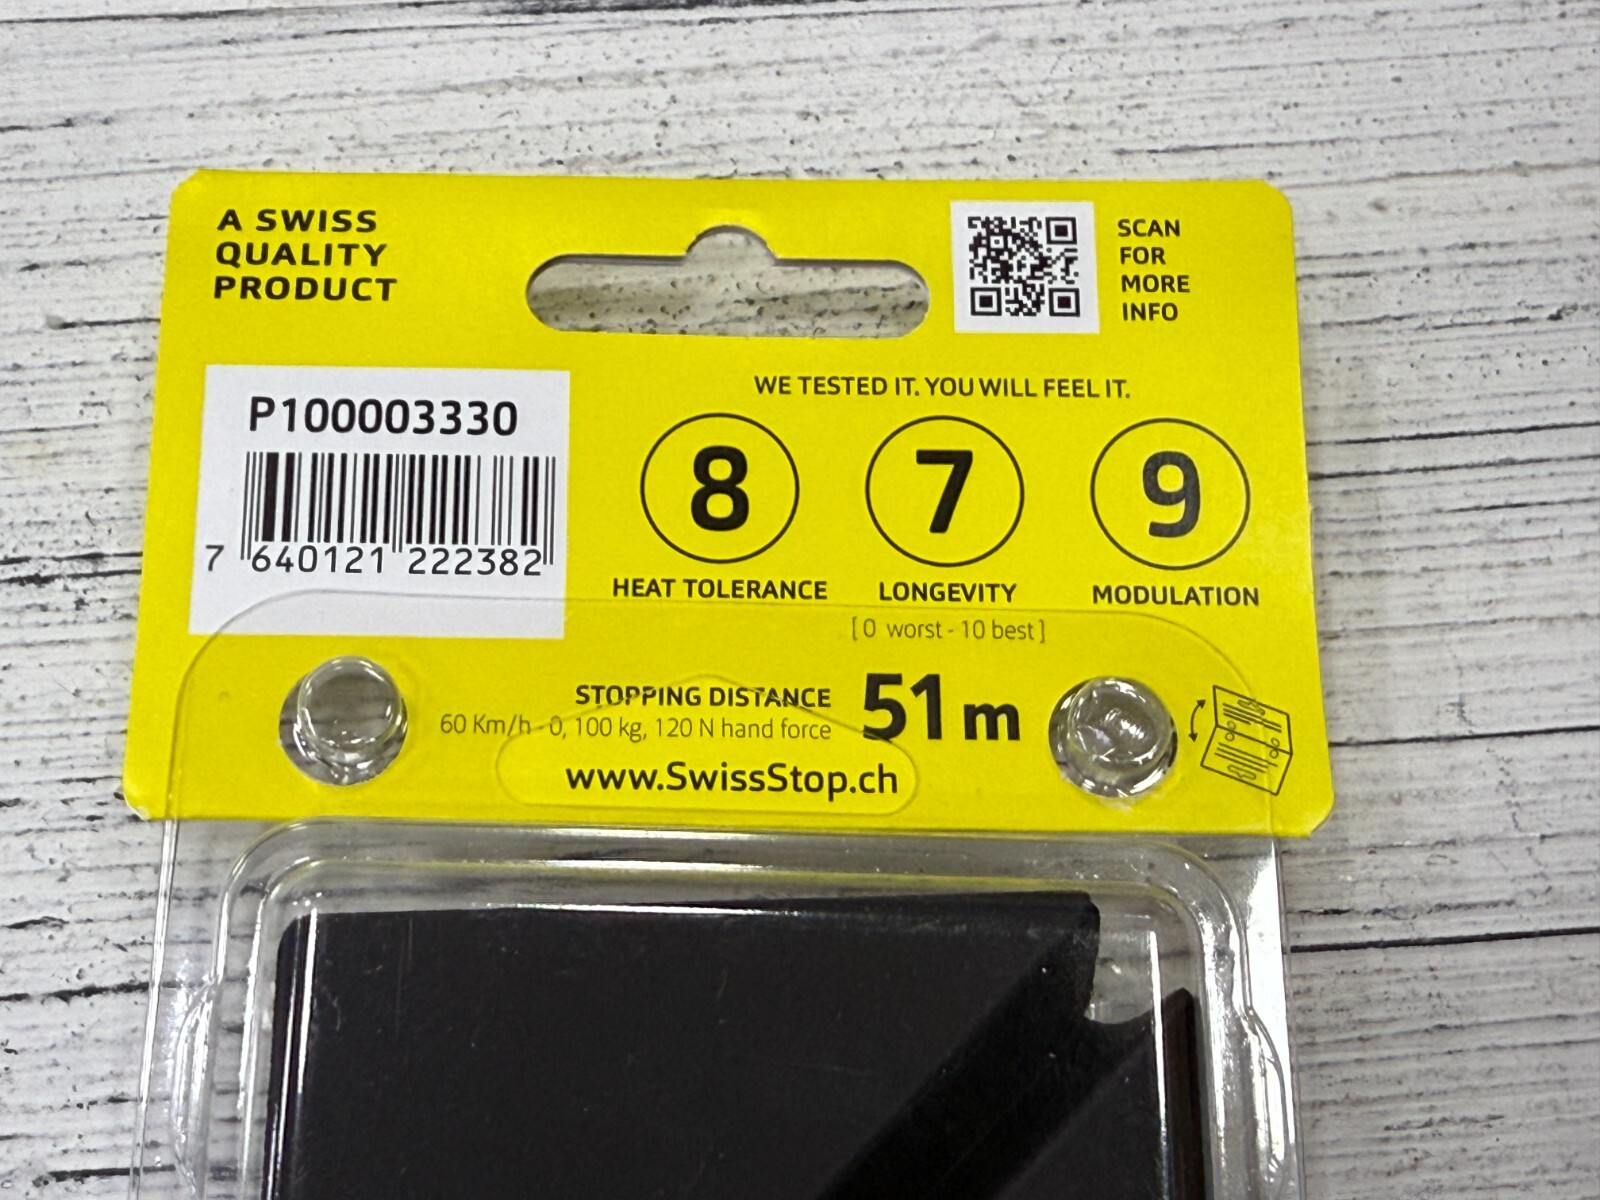 A SWISS
QUALITY
PRODUCT
SCAN
FOR
MORE
INFO
P100003330
7 640121 222382
WE TESTED IT. YOU WILL FEEL IT.
8 7 9
HEAT TOLERANCE LONGEVITY MODULATION
[ 0 worst - 10 best ]
STOPPING DISTANCE 51 m
60 Km/h - 0, 100 kg, 120 N hand force
www.SwissStop.ch